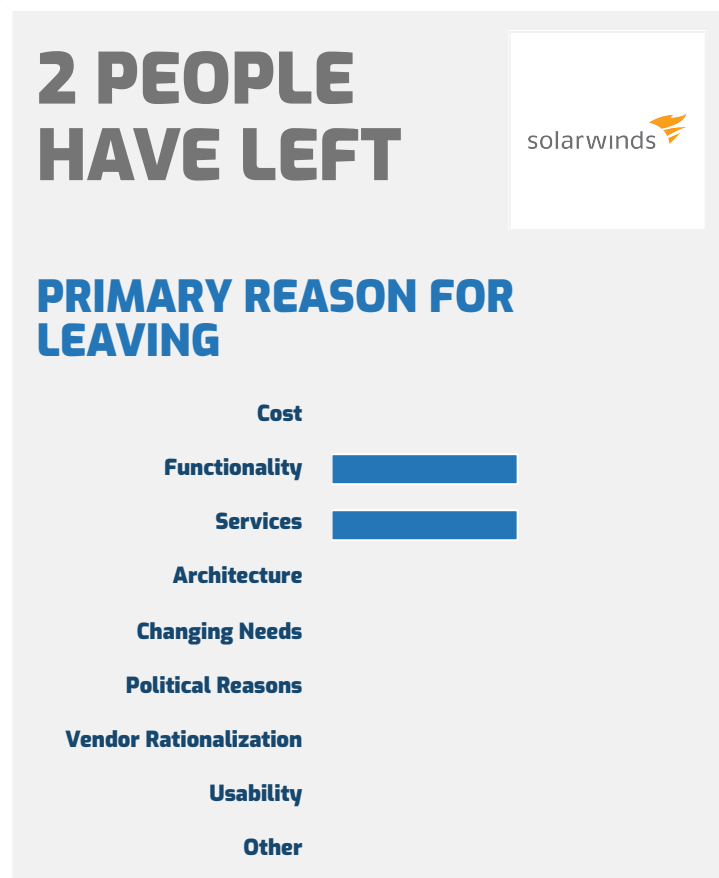 2 PEOPLE
HAVE LEFT
solarwinds
PRIMARY REASON FOR
LEAVING
Cost
Functionality
Services
Architecture
Changing Needs
Political Reasons
Vendor Rationalization
Usability
Other